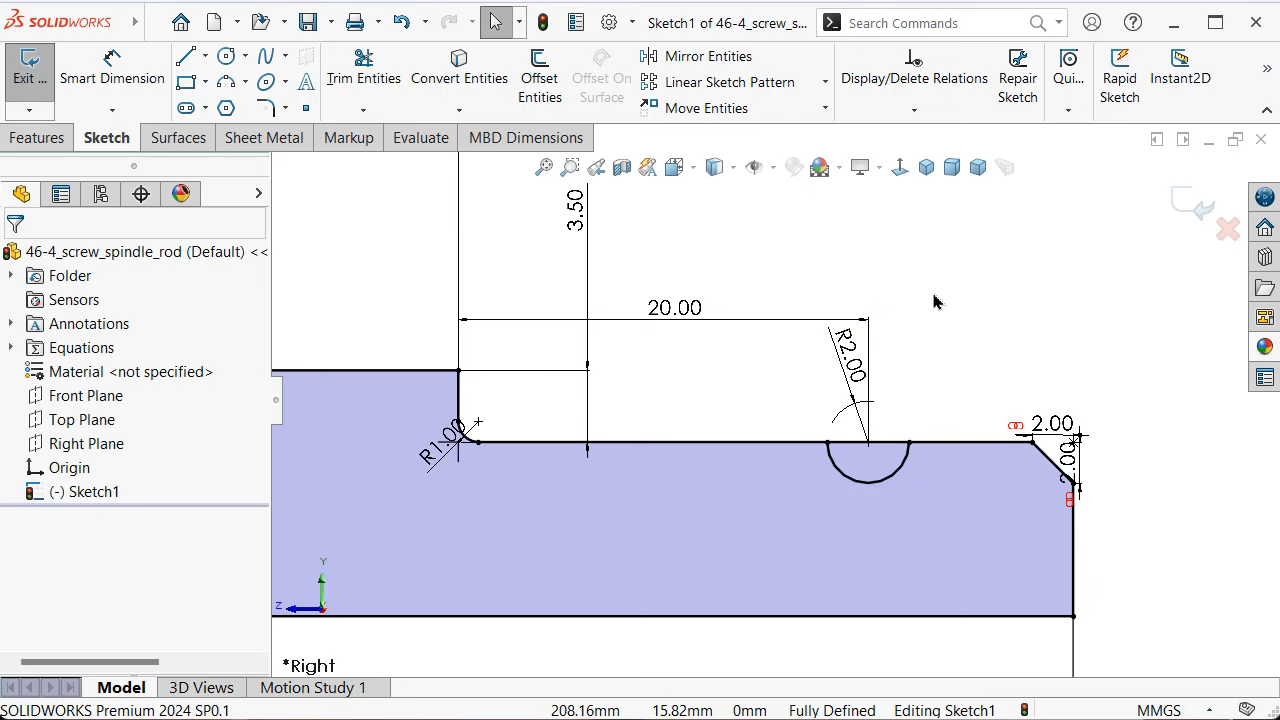 SOLIDWORKS
Sketch1 of 46-4_screw_s...
Search Commands
Exit ...
Smart Dimension
Trim Entities
Convert Entities
Offset Entities
Offset On Surface
Mirror Entities
Linear Sketch Pattern
Move Entities
Display/Delete Relations
Repair Sketch
Qui...
Rapid Sketch
Instant2D
Features
Sketch
Surfaces
Sheet Metal
Markup
Evaluate
MBD Dimensions
46-4_screw_spindle_rod (Default) <<
Folder
Sensors
Annotations
Equations
Material <not specified>
Front Plane
Top Plane
Right Plane
Origin
(-) Sketch1
3.50
20.00
R2.00
R1.00
2.00
2.00
Y
Z
*Right
Model
3D Views
Motion Study 1
SOLIDWORKS Premium 2024 SP0.1
208.16mm
15.82mm
0mm
Fully Defined
Editing Sketch1
MMGS